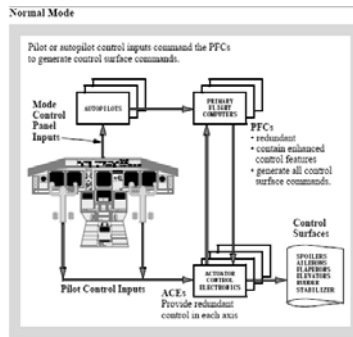 Normal Mode
Pilot or autopilot control inputs command the PFCs
to generate control surface commands.
Mode
Control
Panel
Inputs
AUTOPILOTS
PRIMARY
FLIGHT
COMPUTERS
PFCs
• redundant
• contain enhanced
control features
• generate all control
surface commands.
Control
Surfaces
SPOILERS
AILERONS
FLAPERONS
ELEVATORS
RUDDER
STABILIZER
ACTUATOR
CONTROL
ELECTRONICS
Pilot Control Inputs
ACEs
Provide redundant
control in each axis